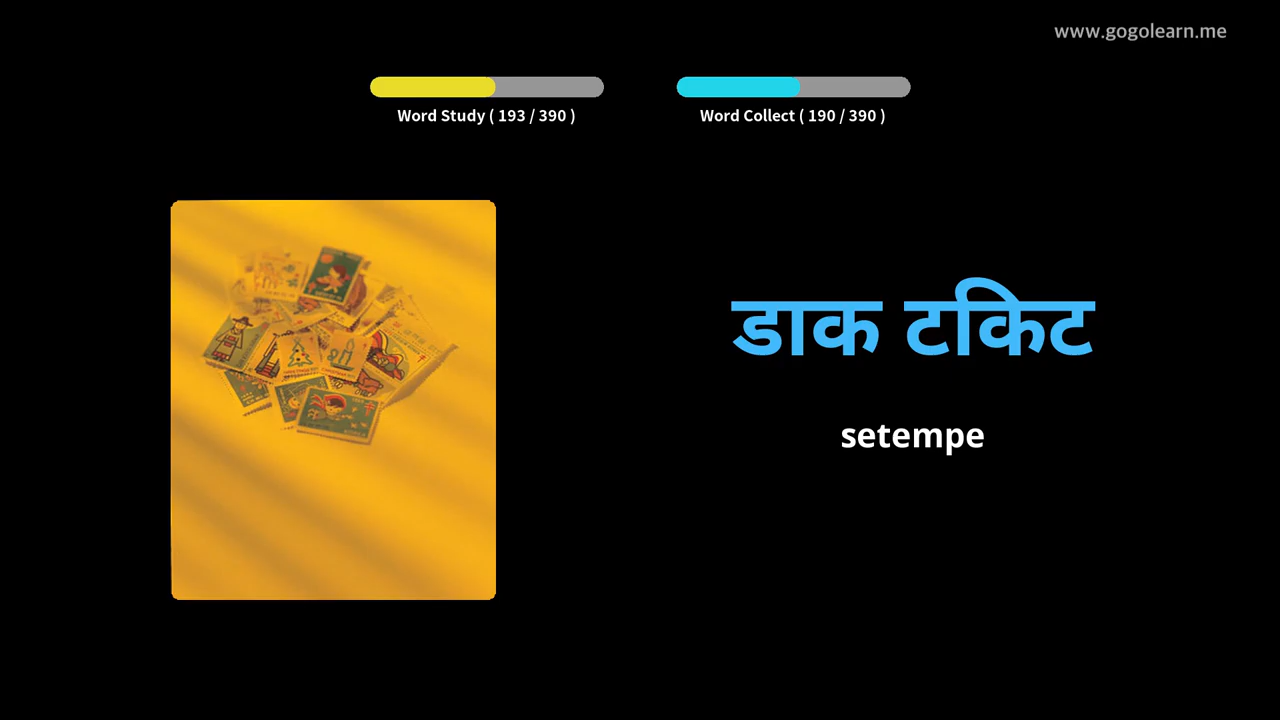 www.gogolearn.me
Word Study ( 193 / 390 )
Word Collect ( 190 / 390 )
डाक टकिट
setempe